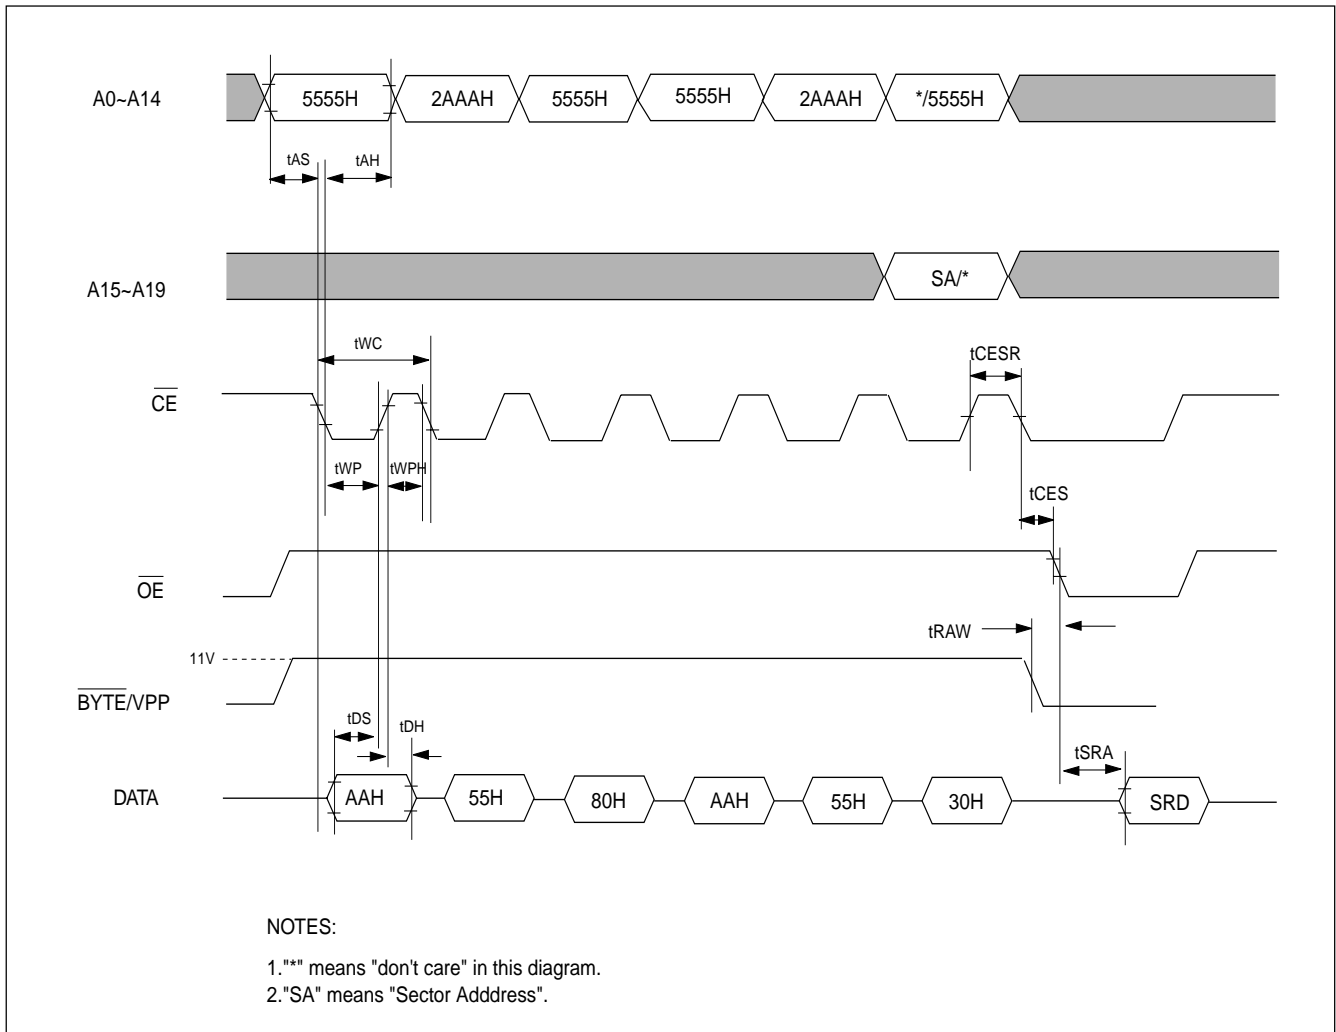 A0~A14 5555H 2AAAH 5555H 5555H 2AAAH */5555H
tAS tAH
A15~A19 SA/*
tWC tCESR
CE
tWP tWPH tCES
OE
tRAW
11V
BYTE/VPP
tDS tDH
tSRA
DATA AAH 55H 80H AAH 55H 30H SRD
NOTES:
1."*" means "don't care" in this diagram.
2."SA" means "Sector Adddress".